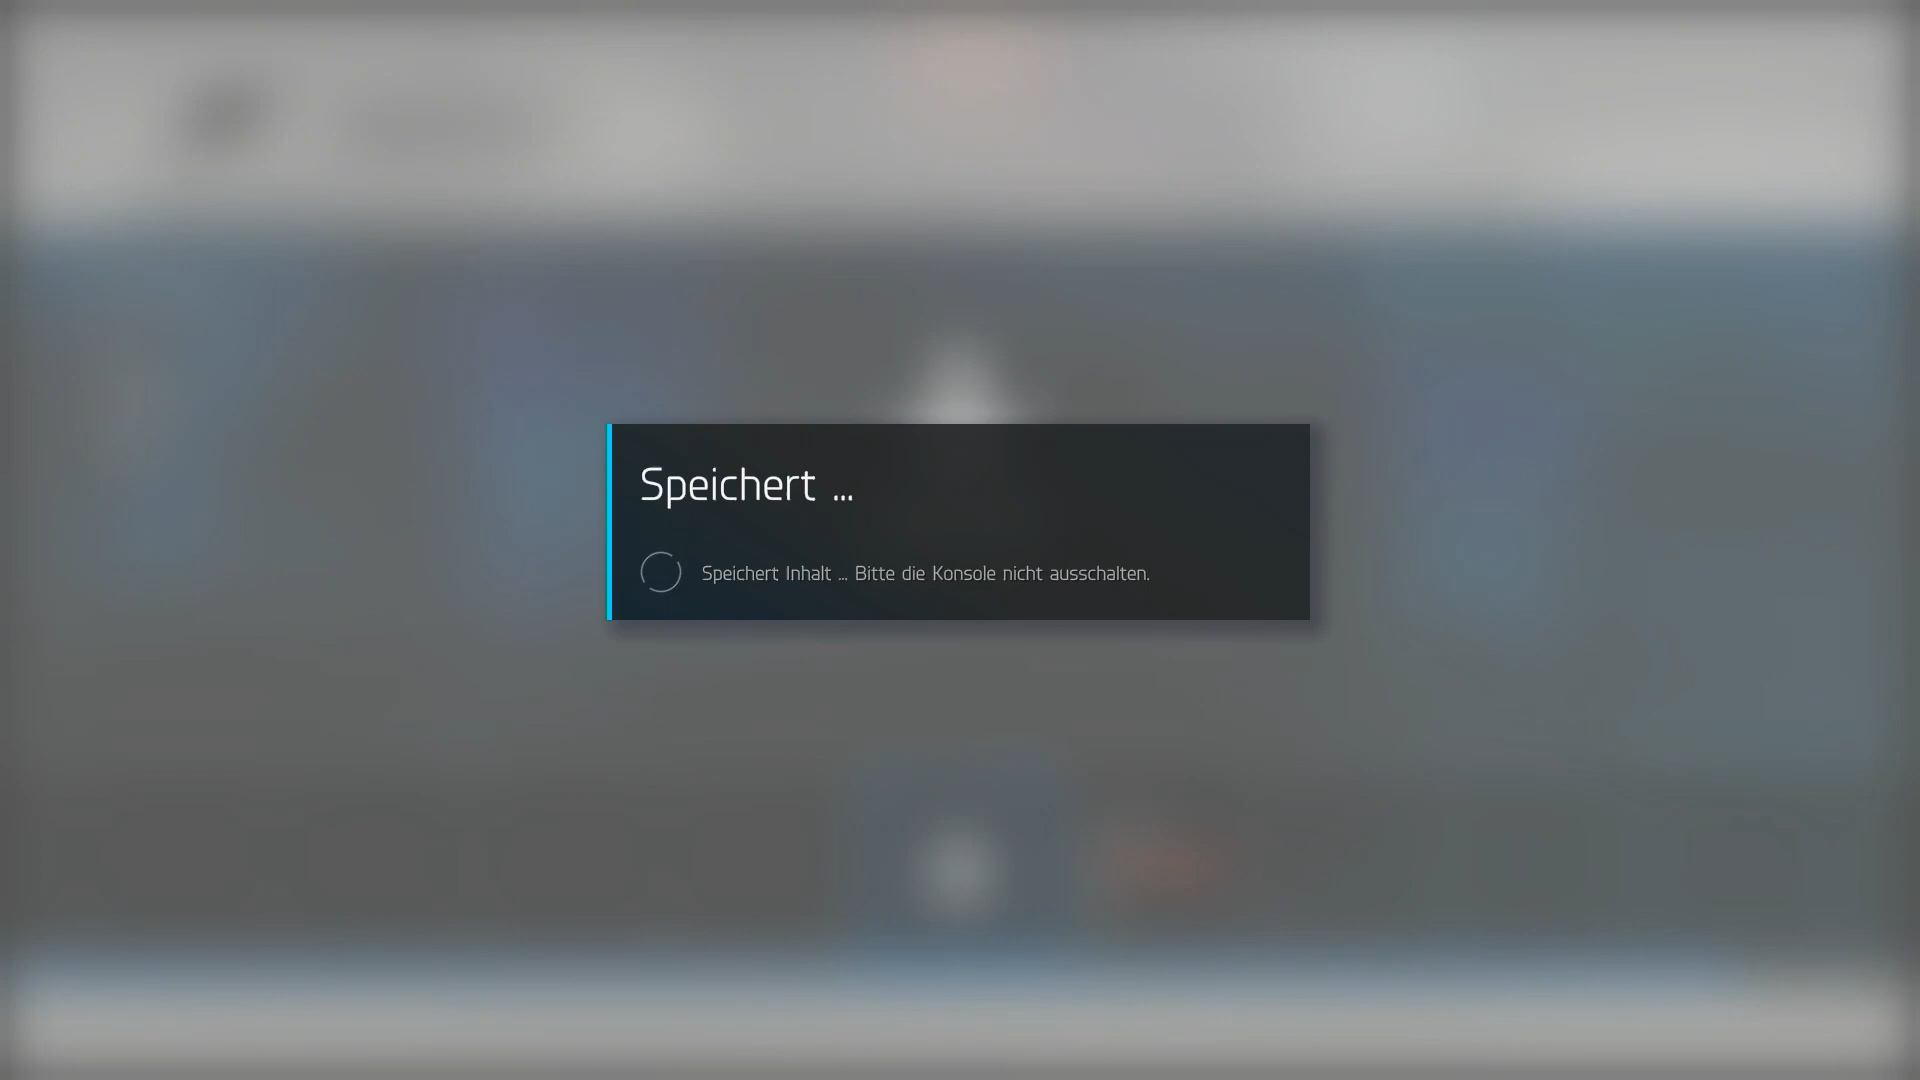 Speichert ...
Speichert Inhalt ... Bitte die Konsole nicht ausschalten.